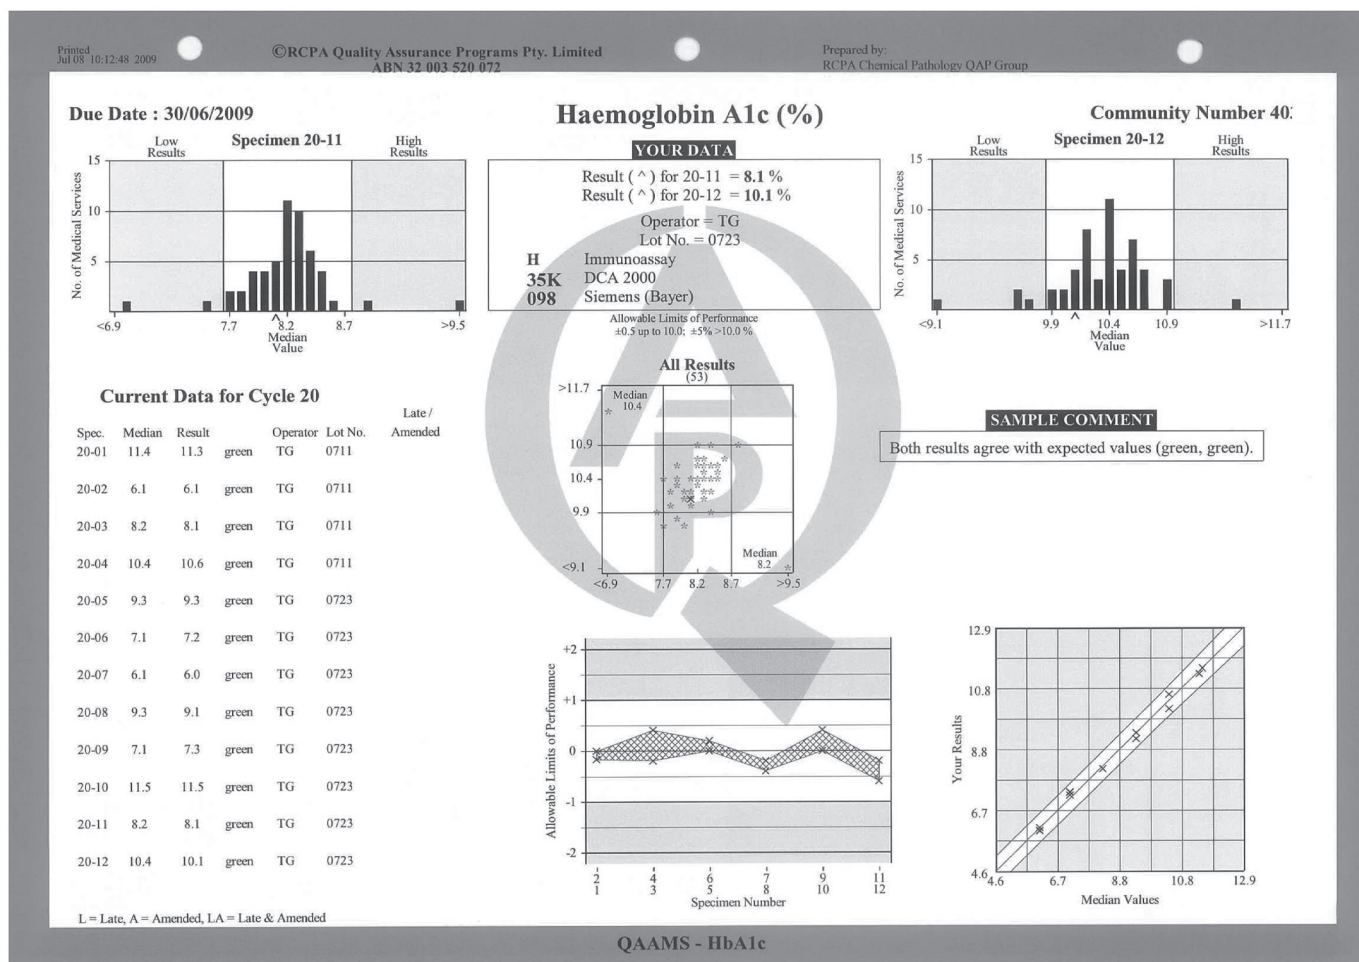 Printed
Jul 08 10:12:48 2009
©RCPA Quality Assurance Programs Pty. Limited
ABN 32 003 520 072
Prepared by:
RCPA Chemical Pathology QAP Group
Due Date : 30/06/2009
Haemoglobin A1c (%)
Community Number 40
Low Results
Specimen 20-11
High Results
No. of Medical Services
15
10
5
<6.9 7.7 8.2 8.7 >9.5
^
Median Value
YOUR DATA
Result ( ^ ) for 20-11 = 8.1 %
Result ( ^ ) for 20-12 = 10.1 %
Operator = TG
Lot No. = 0723
H Immunoassay
35K DCA 2000
098 Siemens (Bayer)
Allowable Limits of Performance
±0.5 up to 10.0; ±5% >10.0 %
Low Results
Specimen 20-12
High Results
No. of Medical Services
15
10
5
<9.1 9.9 10.4 10.9 >11.7
^
Median Value
All Results
(53)
>11.7
10.9
10.4
9.9
<9.1
Median
10.4
Median
8.2
<6.9 7.7 8.2 8.7 >9.5
SAMPLE COMMENT
Both results agree with expected values (green, green).
Current Data for Cycle 20
Late /
Spec. Median Result Operator Lot No. Amended
20-01 11.4 11.3 green TG 0711
20-02 6.1 6.1 green TG 0711
20-03 8.2 8.1 green TG 0711
20-04 10.4 10.6 green TG 0711
20-05 9.3 9.3 green TG 0723
20-06 7.1 7.2 green TG 0723
20-07 6.1 6.0 green TG 0723
20-08 9.3 9.1 green TG 0723
20-09 7.1 7.3 green TG 0723
20-10 11.5 11.5 green TG 0723
20-11 8.2 8.1 green TG 0723
20-12 10.4 10.1 green TG 0723
L = Late, A = Amended, LA = Late & Amended
Allowable Limits of Performance
+2
+1
0
-1
-2
2 4 6 7 9 11
1 3 5 8 10 12
Specimen Number
Your Results
12.9
10.8
8.8
6.7
4.6
4.6 6.7 8.8 10.8 12.9
Median Values
QAAMS - HbA1c